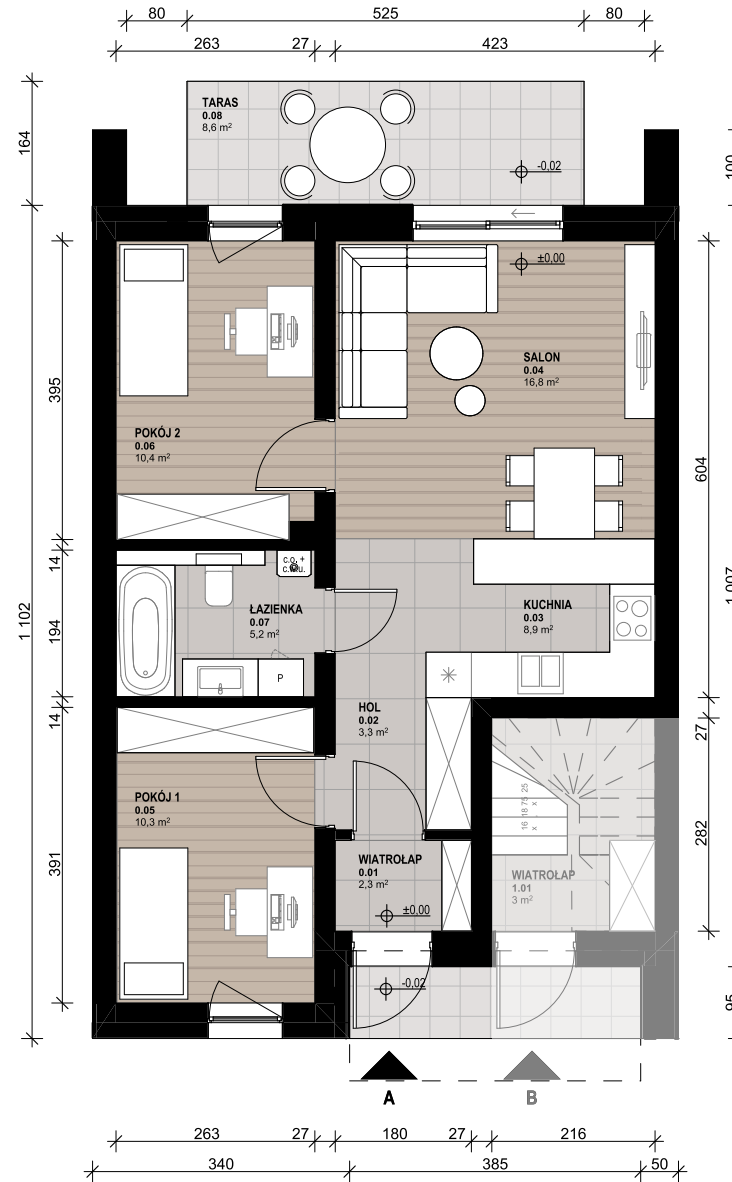 80
525
80
263
27
423
TARAS
0.08
8,6 m²
-0,02
164
±0,00
395
SALON
0.04
16,8 m²
POKÓJ 2
0.06
10,4 m²
604
1 102
14
c.o. +
c.w.u.
ŁAZIENKA
0.07
5,2 m²
KUCHNIA
0.03
8,9 m²
194
P
14
HOL
0.02
3,3 m²
27
POKÓJ 1
0.05
10,3 m²
16 x 18,75 x 25
282
391
WIATROŁAP
0.01
2,3 m²
WIATROŁAP
1.01
3 m²
±0,00
-0,02
95
A
B
263
27
180
27
216
340
385
50